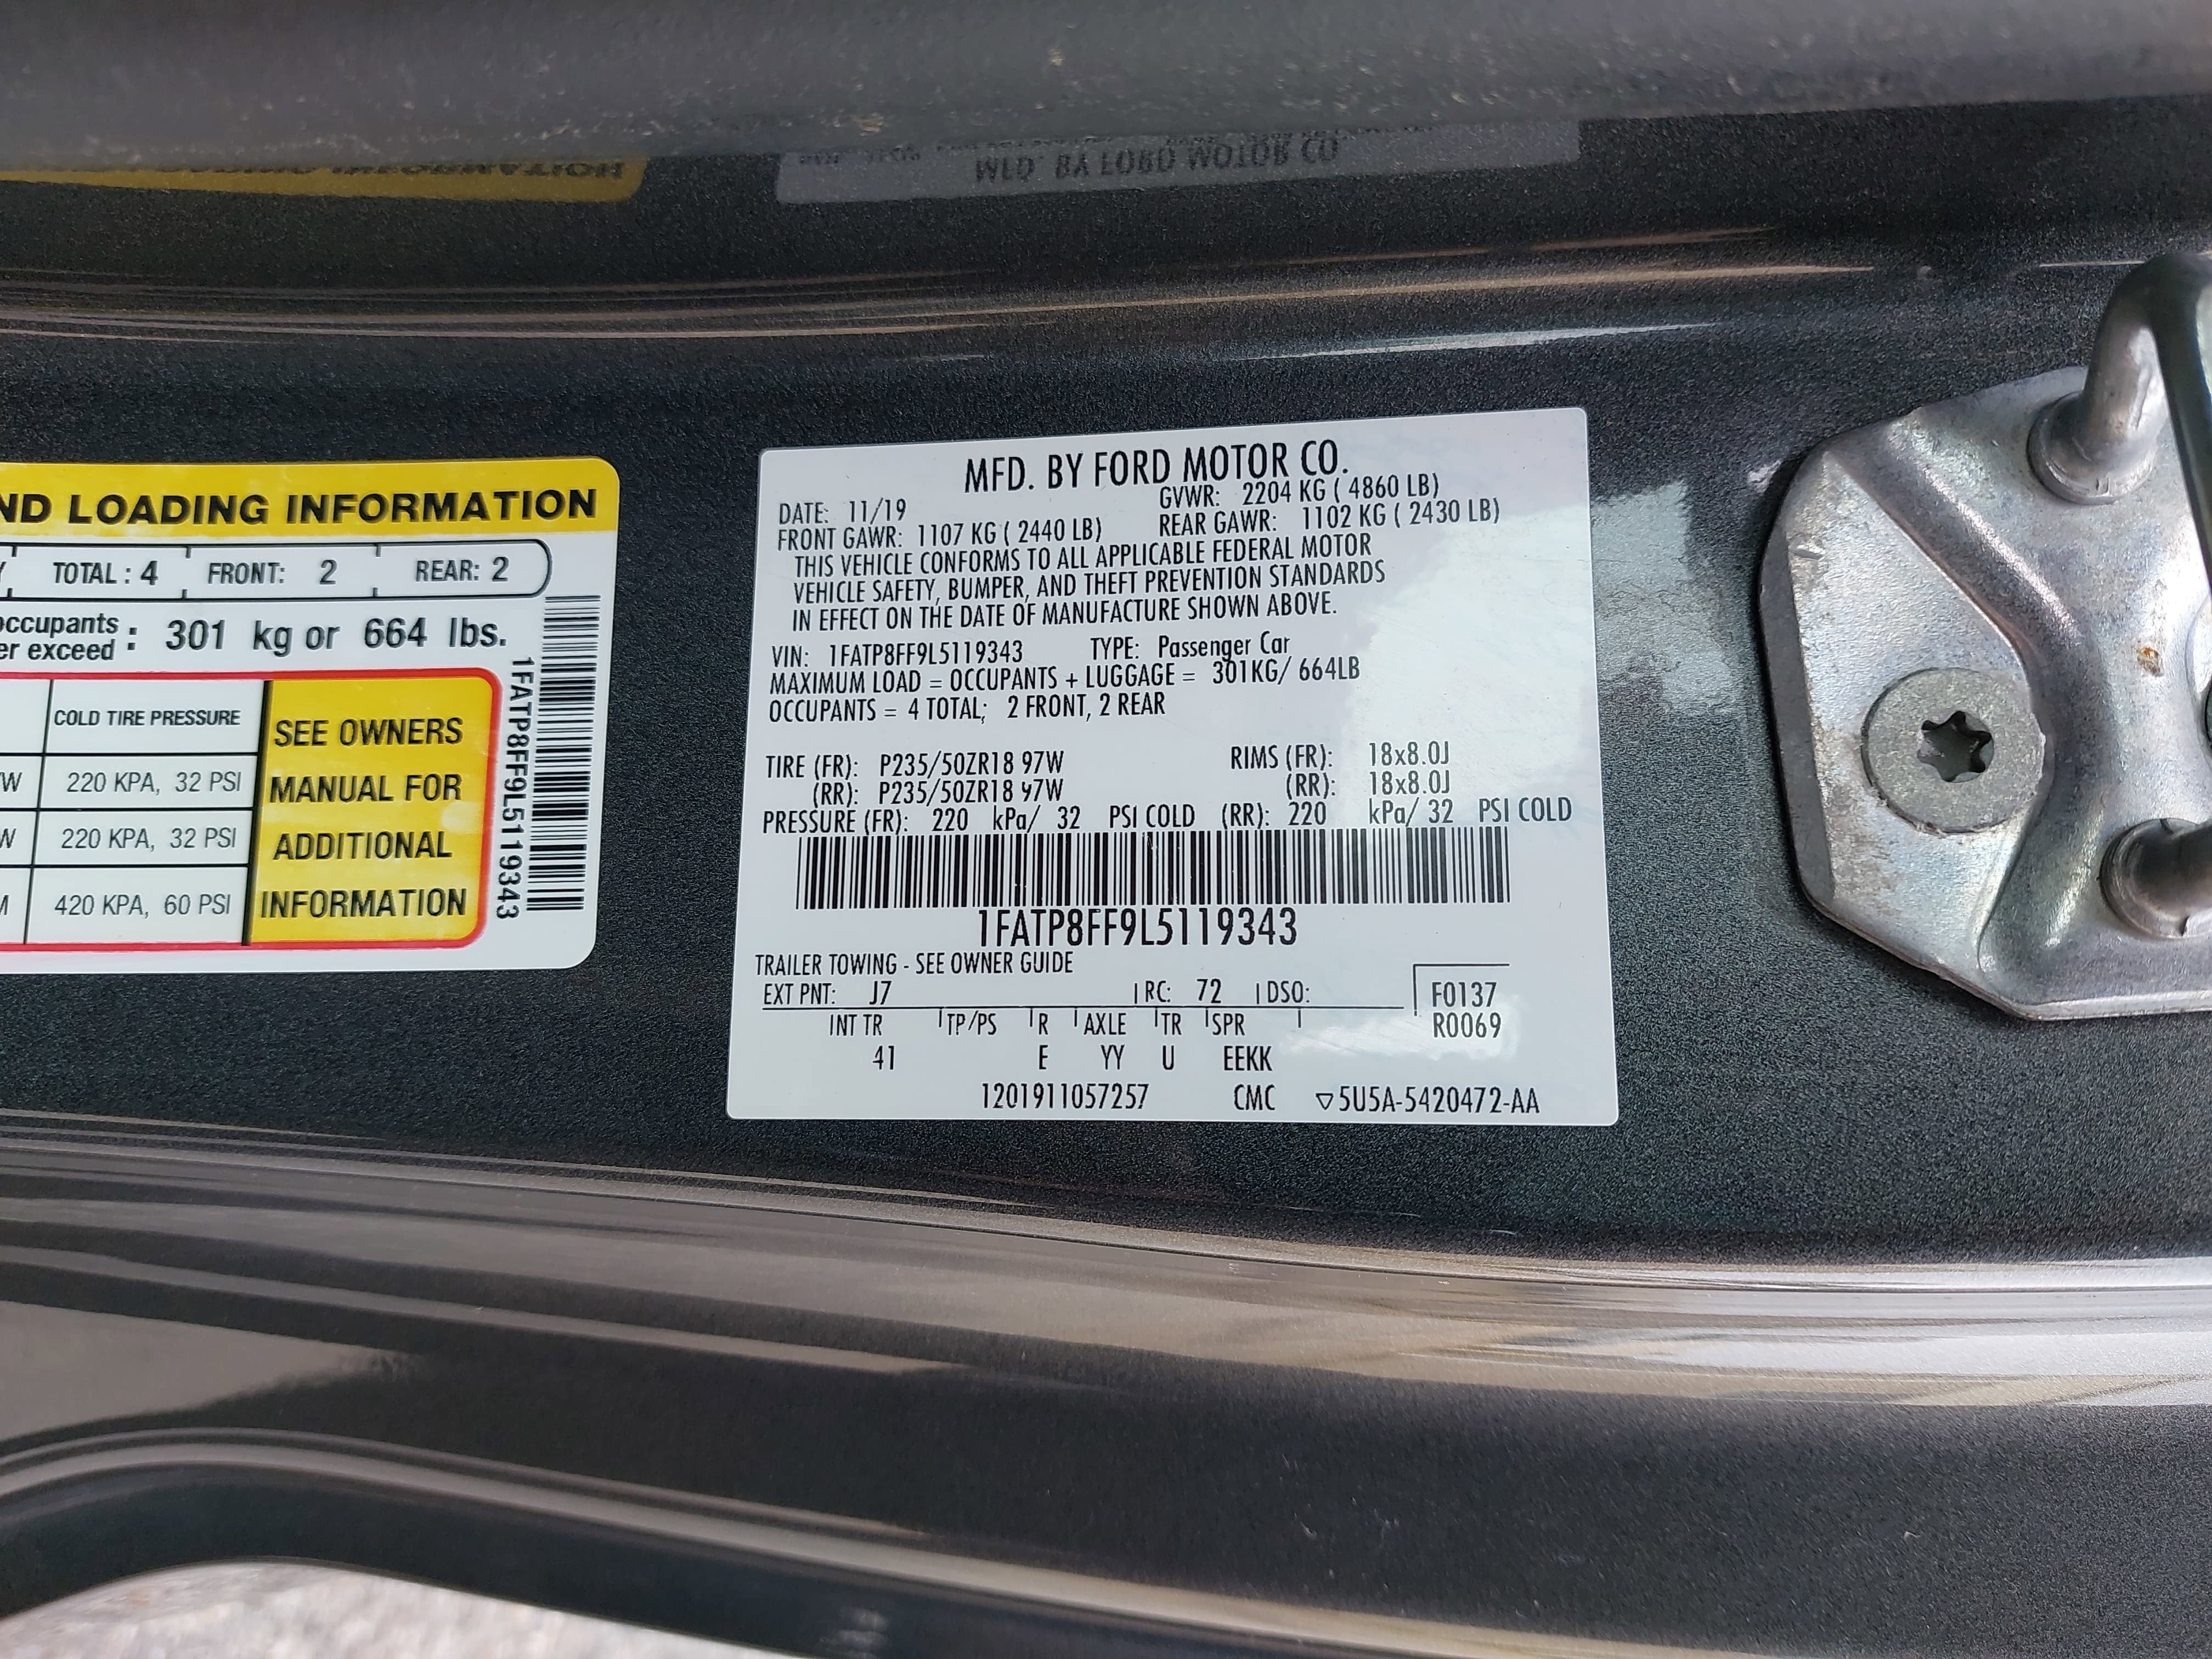 ND LOADING INFORMATION
TOTAL : 4 FRONT: 2 REAR: 2
occupants
er exceed : 301 kg or 664 lbs.
COLD TIRE PRESSURE
W 220 KPA, 32 PSI
W 220 KPA, 32 PSI
M 420 KPA, 60 PSI
SEE OWNERS
MANUAL FOR
ADDITIONAL
INFORMATION
1FATP8FF9L5119343
MFD. BY FORD MOTOR CO.
MFD. BY FORD MOTOR CO.
DATE: 11/19 GVWR: 2204 KG ( 4860 LB)
FRONT GAWR: 1107 KG ( 2440 LB) REAR GAWR: 1102 KG ( 2430 LB)
THIS VEHICLE CONFORMS TO ALL APPLICABLE FEDERAL MOTOR
VEHICLE SAFETY, BUMPER, AND THEFT PREVENTION STANDARDS
IN EFFECT ON THE DATE OF MANUFACTURE SHOWN ABOVE.
VIN: 1FATP8FF9L5119343 TYPE: Passenger Car
MAXIMUM LOAD = OCCUPANTS + LUGGAGE = 301KG/ 664LB
OCCUPANTS = 4 TOTAL; 2 FRONT, 2 REAR
TIRE (FR): P235/50ZR18 97W RIMS (FR): 18x8.0J
(RR): P235/50ZR18 97W (RR): 18x8.0J
PRESSURE (FR): 220 kPa/ 32 PSI COLD (RR): 220 kPa/ 32 PSI COLD
1FATP8FF9L5119343
TRAILER TOWING - SEE OWNER GUIDE
EXT PNT: J7 RC: 72 DSO: F0137
INT TR TP/PS R AXLE TR SPR R0069
41 E YY U EEKK
1201911057257 CMC ▽5U5A-5420472-AA